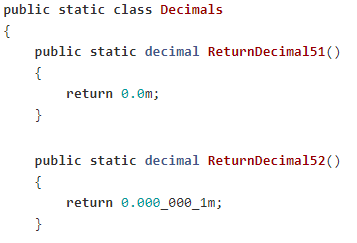 public static class Decimals
{
    public static decimal ReturnDecimal51()
    {
        return 0.0m;
    }

    public static decimal ReturnDecimal52()
    {
        return 0.000_000_1m;
    }